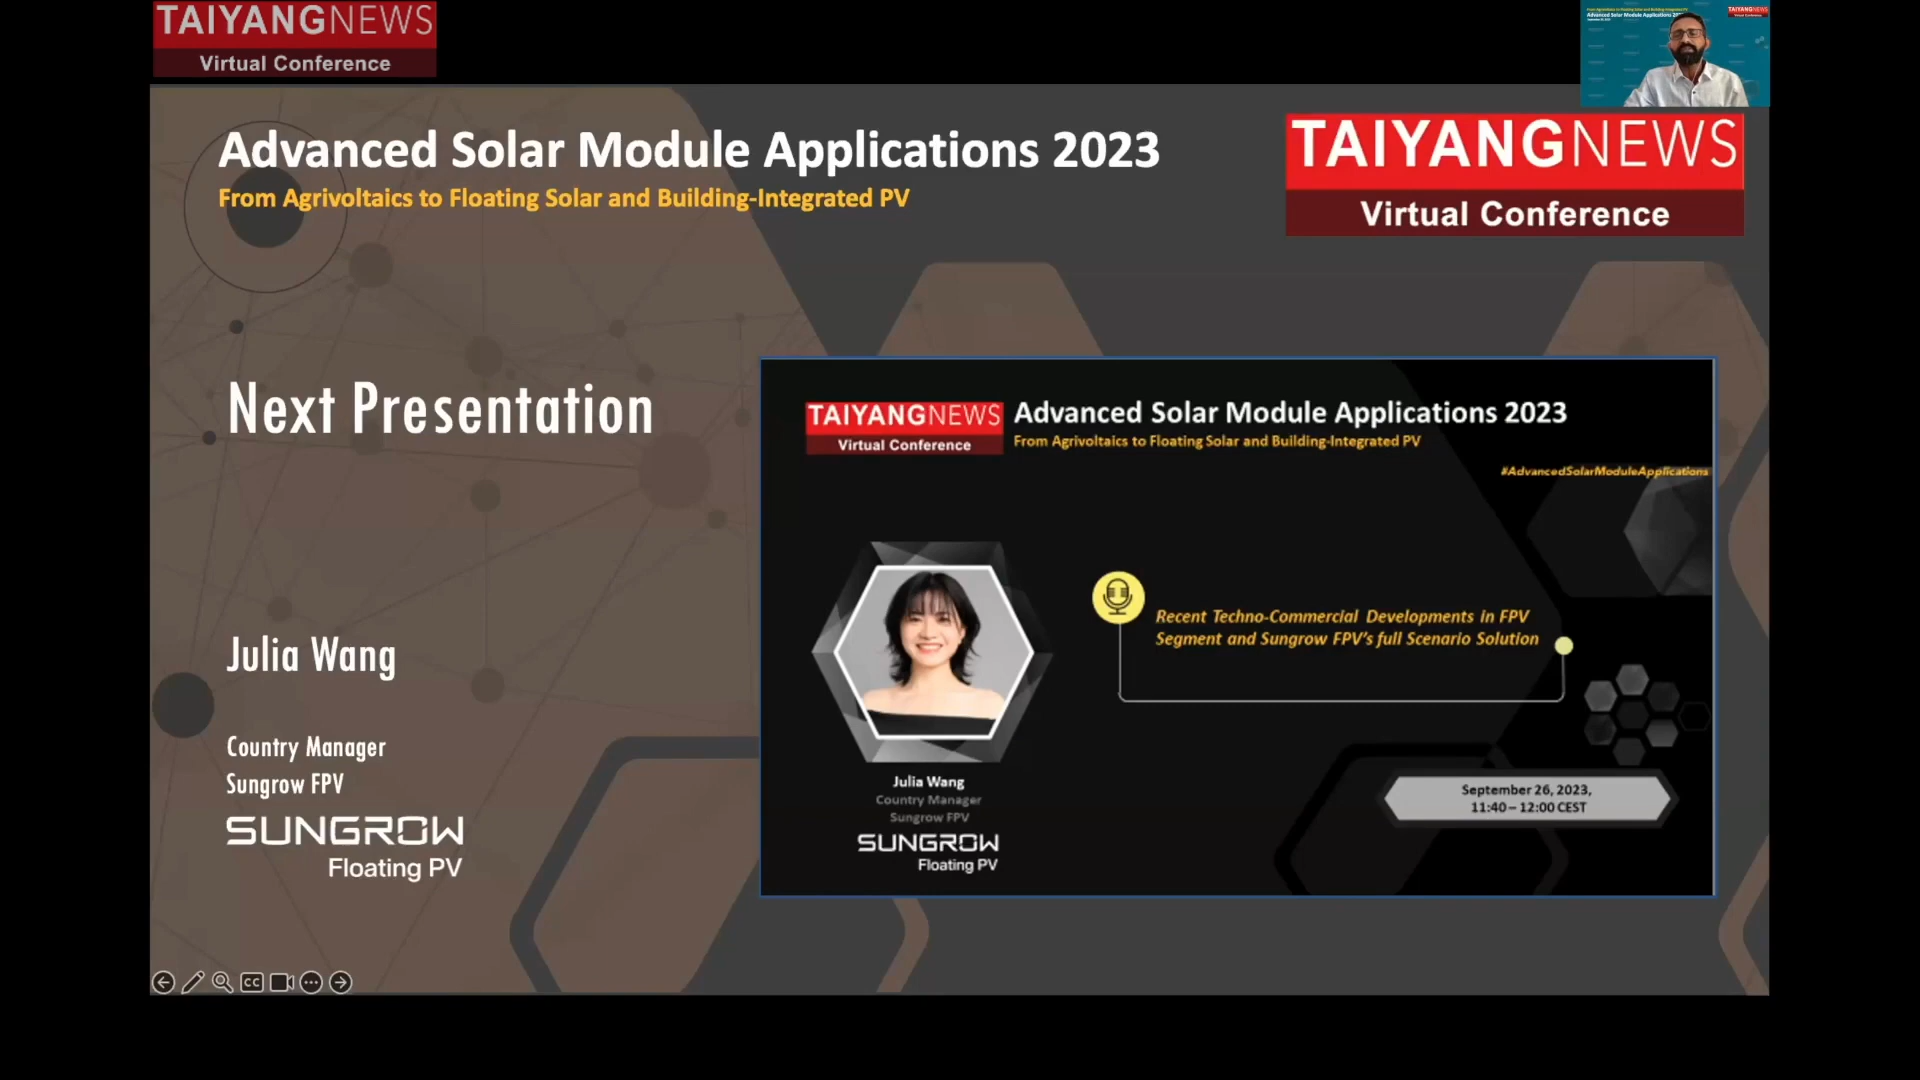 TAIYANGNEWS
Virtual Conference
Advanced Solar Module Applications 2023
From Agrivoltaics to Floating Solar and Building-Integrated PV
TAIYANGNEWS
Virtual Conference
Next Presentation
Julia Wang
Country Manager
Sungrow FPV
SUNGROW
Floating PV
TAIYANGNEWS
Virtual Conference
Advanced Solar Module Applications 2023
From Agrivoltaics to Floating Solar and Building-Integrated PV
#AdvancedSolarModuleApplications
Recent Techno-Commercial Developments in FPV
Segment and Sungrow FPV's full Scenario Solution
Julia Wang
Country Manager
Sungrow FPV
SUNGROW
Floating PV
September 26, 2023,
11:40 – 12:00 CEST
CC